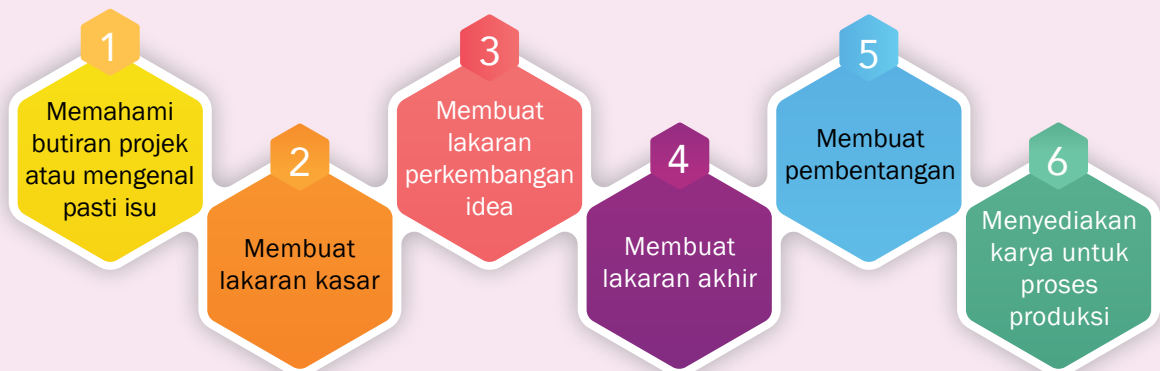 1
Memahami
butiran projek
atau mengenal
pasti isu
2
Membuat
lakaran kasar
3
Membuat
lakaran
perkembangan
idea
4
Membuat
lakaran akhir
5
Membuat
pembentangan
6
Menyediakan
karya untuk
proses
produksi